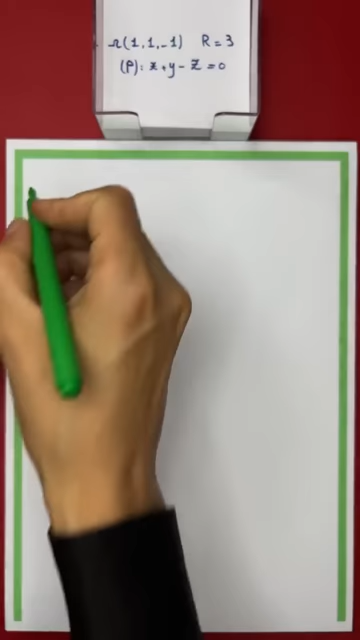 Ω(1,1,-1) R=3
(P): x+y-z=0